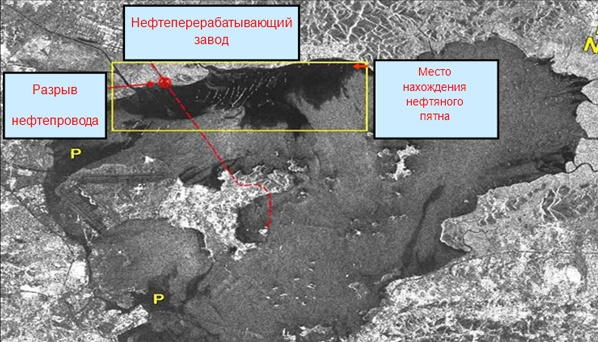 Нефтеперерабатывающий
завод
Разрыв
нефтепровода
Место
нахождения
нефтяного
пятна
N
P
P